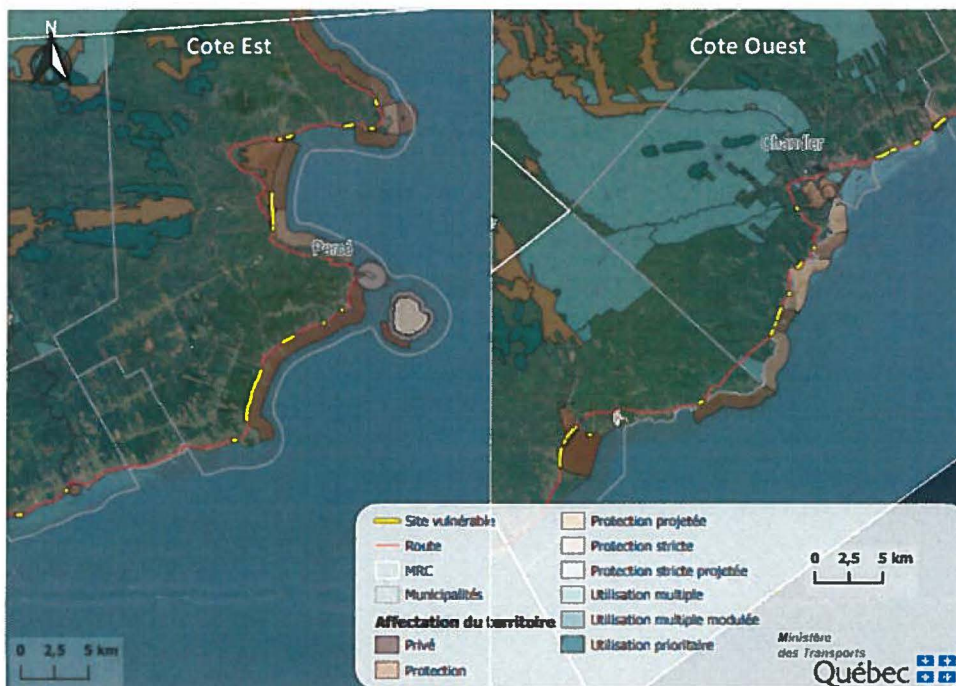 N
Cote Est
Cote Ouest
Chandler
Percé
Site vulnérable
Route
MRC
Municipalités
Affectation du territoire
Privé
Protection
Protection projetée
Protection stricte
Protection stricte projetée
Utilisation multiple
Utilisation multiple modulée
Utilisation prioritaire
0 2,5 5 km
0 2,5 5 km
Ministère
des Transports
Québec